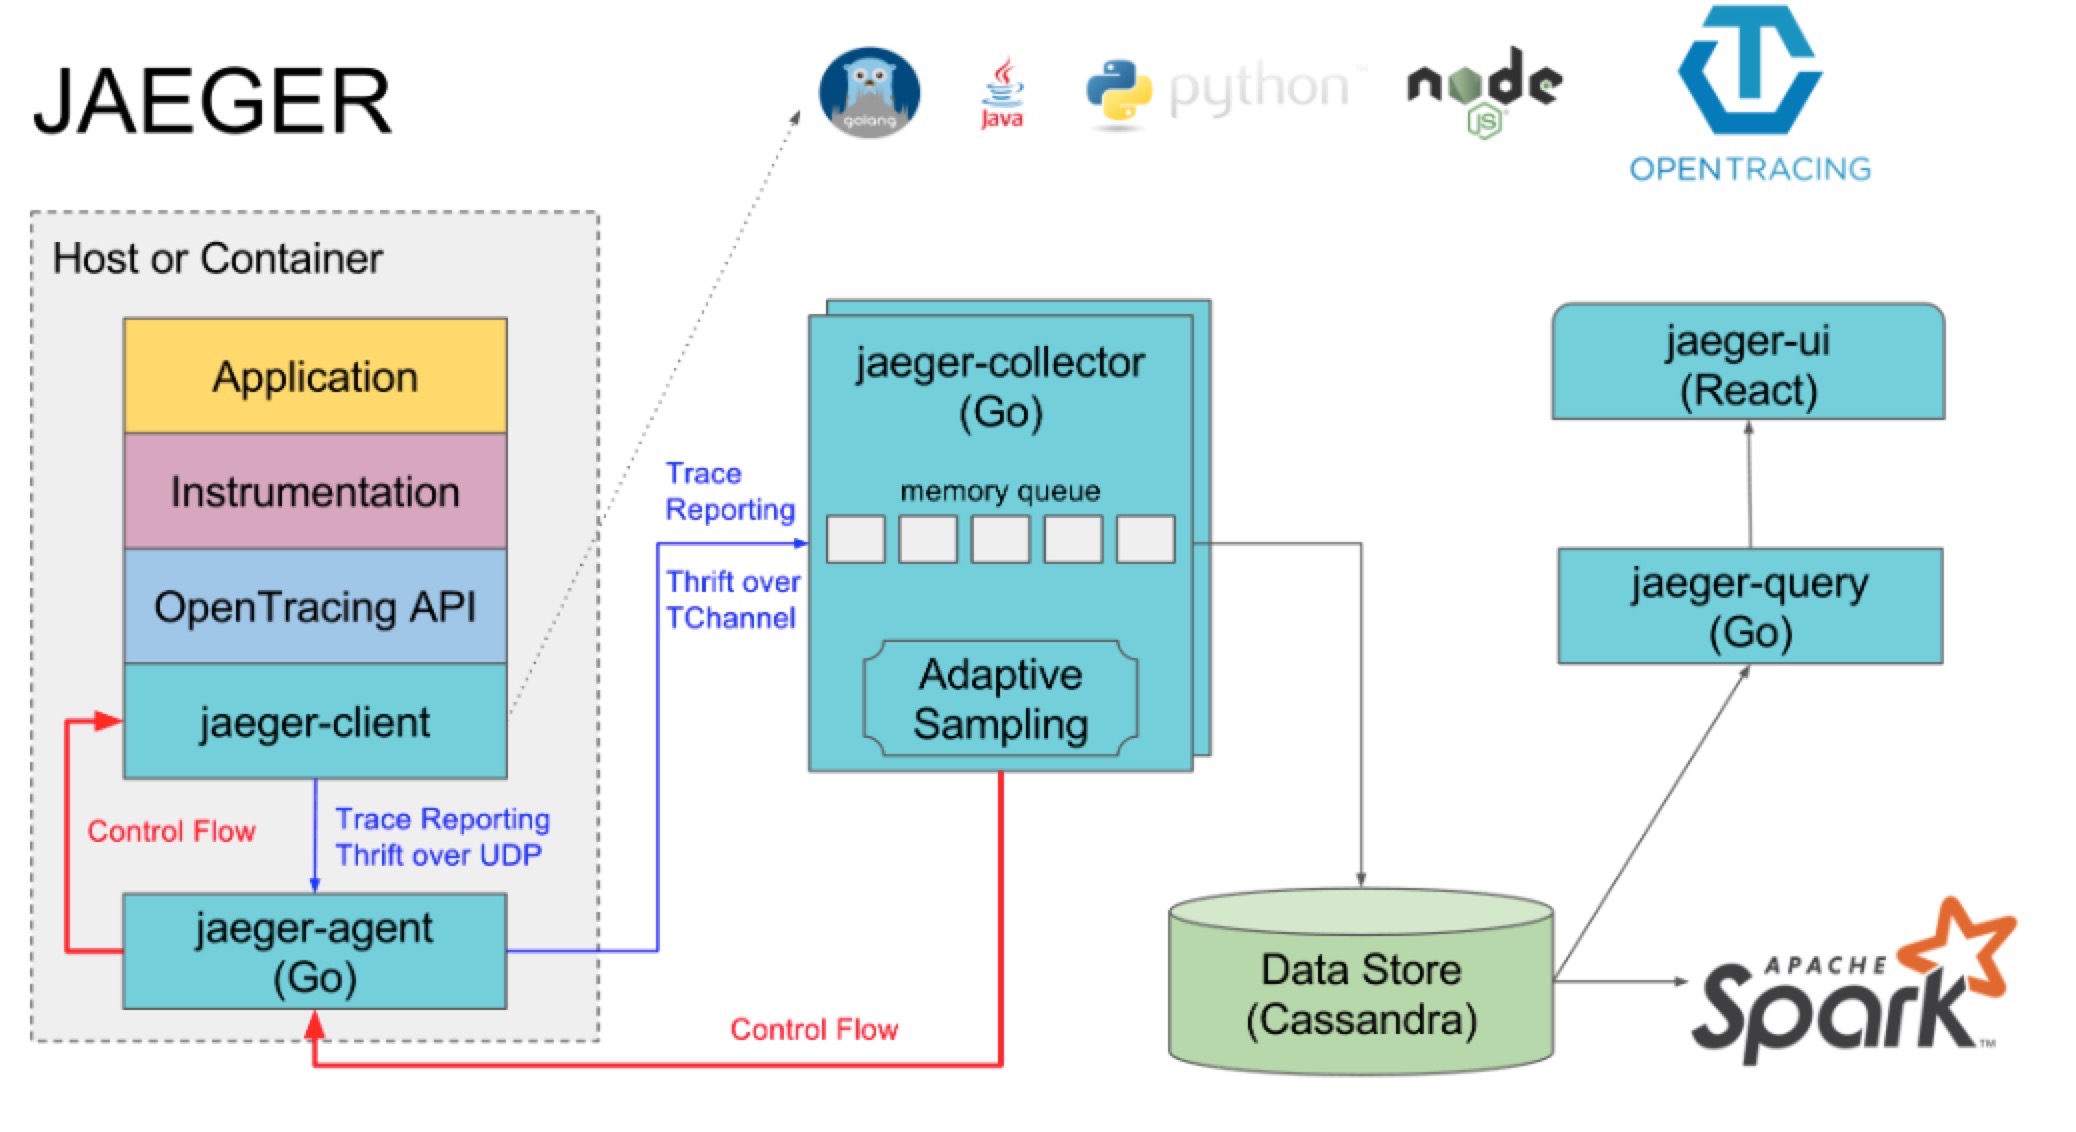 JAEGER
golang
Java
python™
node
JS
OPENTRACING
Host or Container
Application
Instrumentation
OpenTracing API
jaeger-client
Control Flow
Trace Reporting
Thrift over UDP
jaeger-agent
(Go)
Trace
Reporting
Thrift over
TChannel
jaeger-collector
(Go)
memory queue
Adaptive
Sampling
Control Flow
Data Store
(Cassandra)
jaeger-ui
(React)
jaeger-query
(Go)
APACHE
Spark™